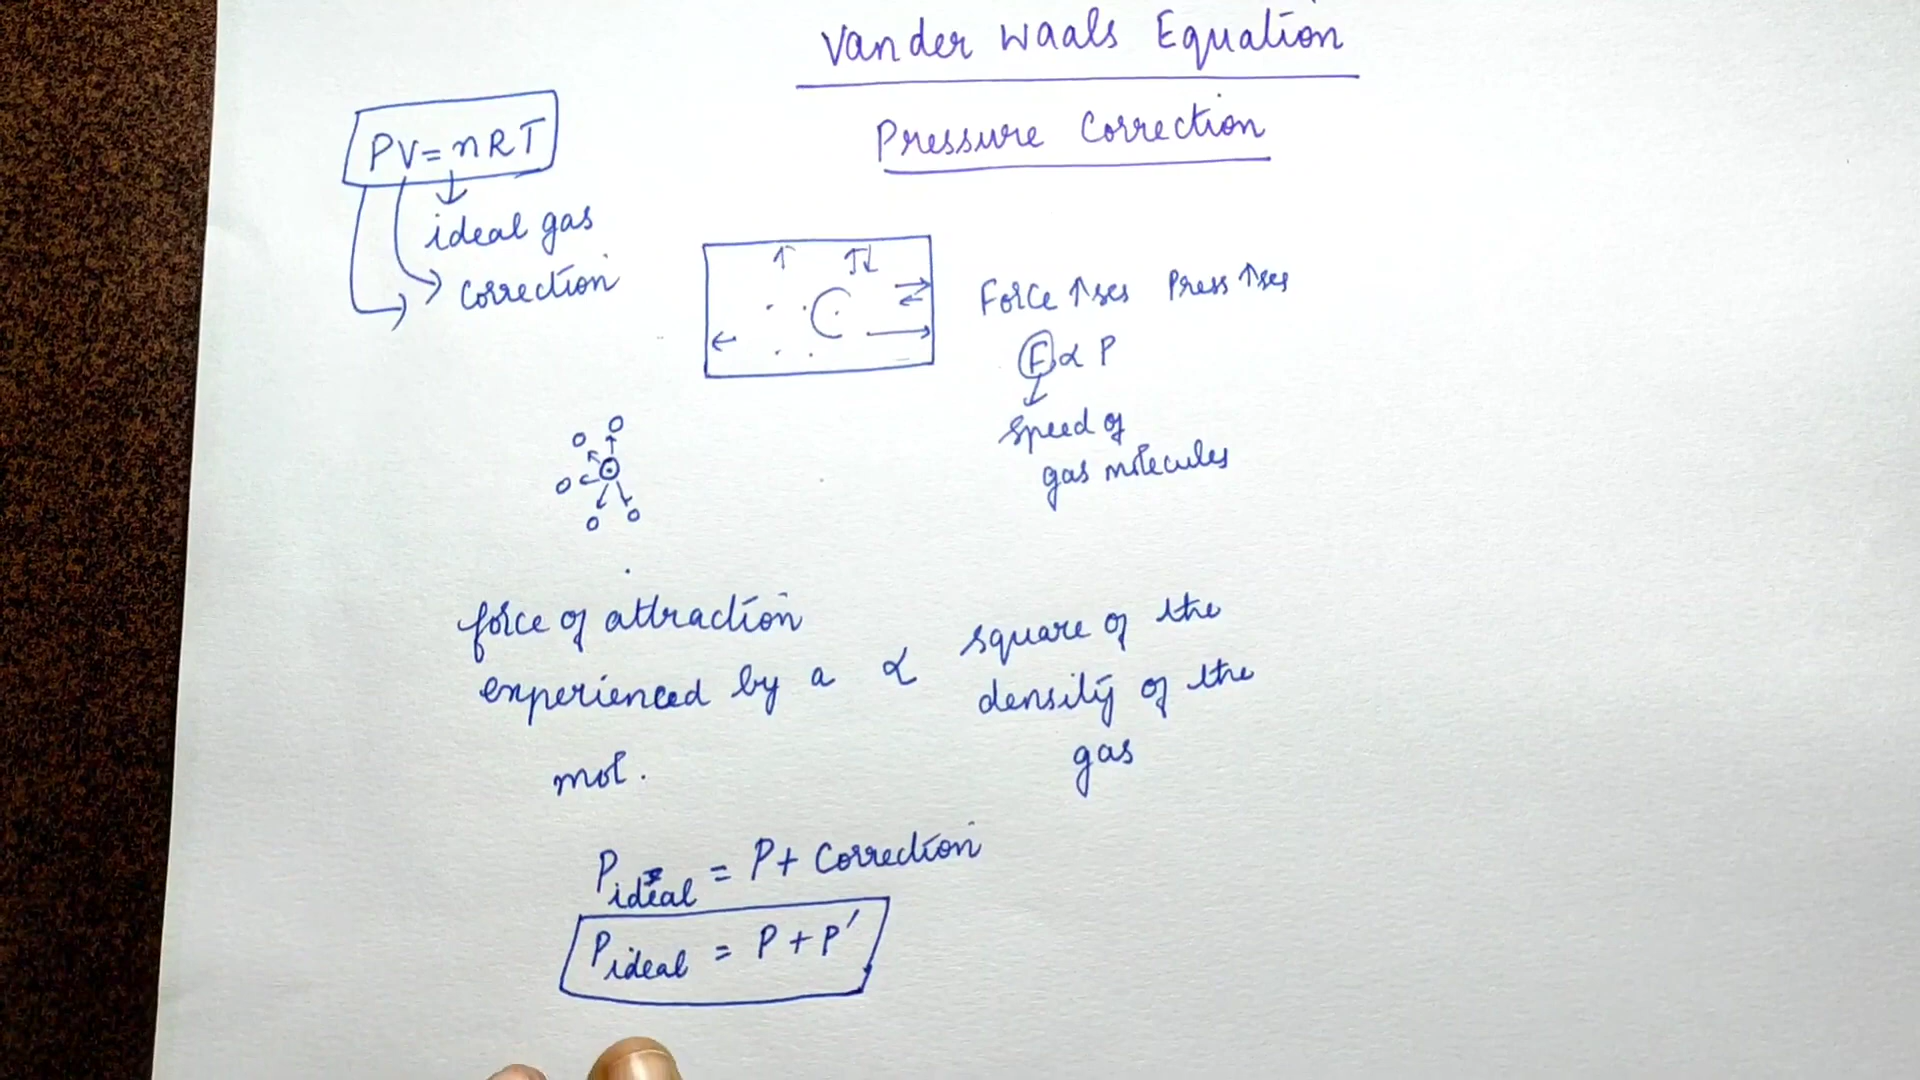 Van der Waals Equation
Pressure Correction
PV = nRT
ideal gas
correction
Force ↑ses Press ↑ses
F α P
Speed of
gas molecules
force of attraction
experienced by a
mol.
α
square of the
density of the
gas
P ideal = P + Correction
P ideal = P + P′